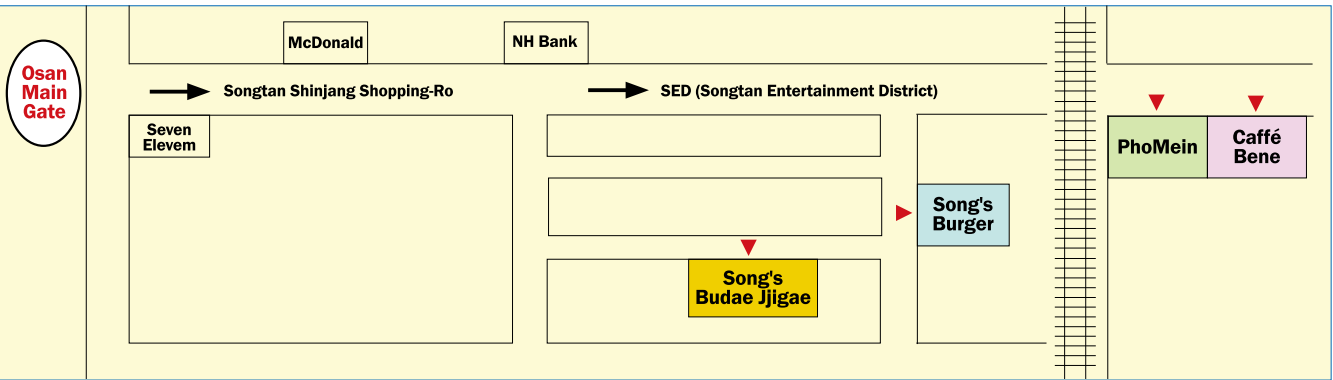 McDonald
NH Bank
Osan
Main
Gate
Songtan Shinjang Shopping-Ro
SED (Songtan Entertainment District)
Seven
Elevem
PhoMein
Caffé
Bene
Song's
Burger
Song's
Budae Jjigae